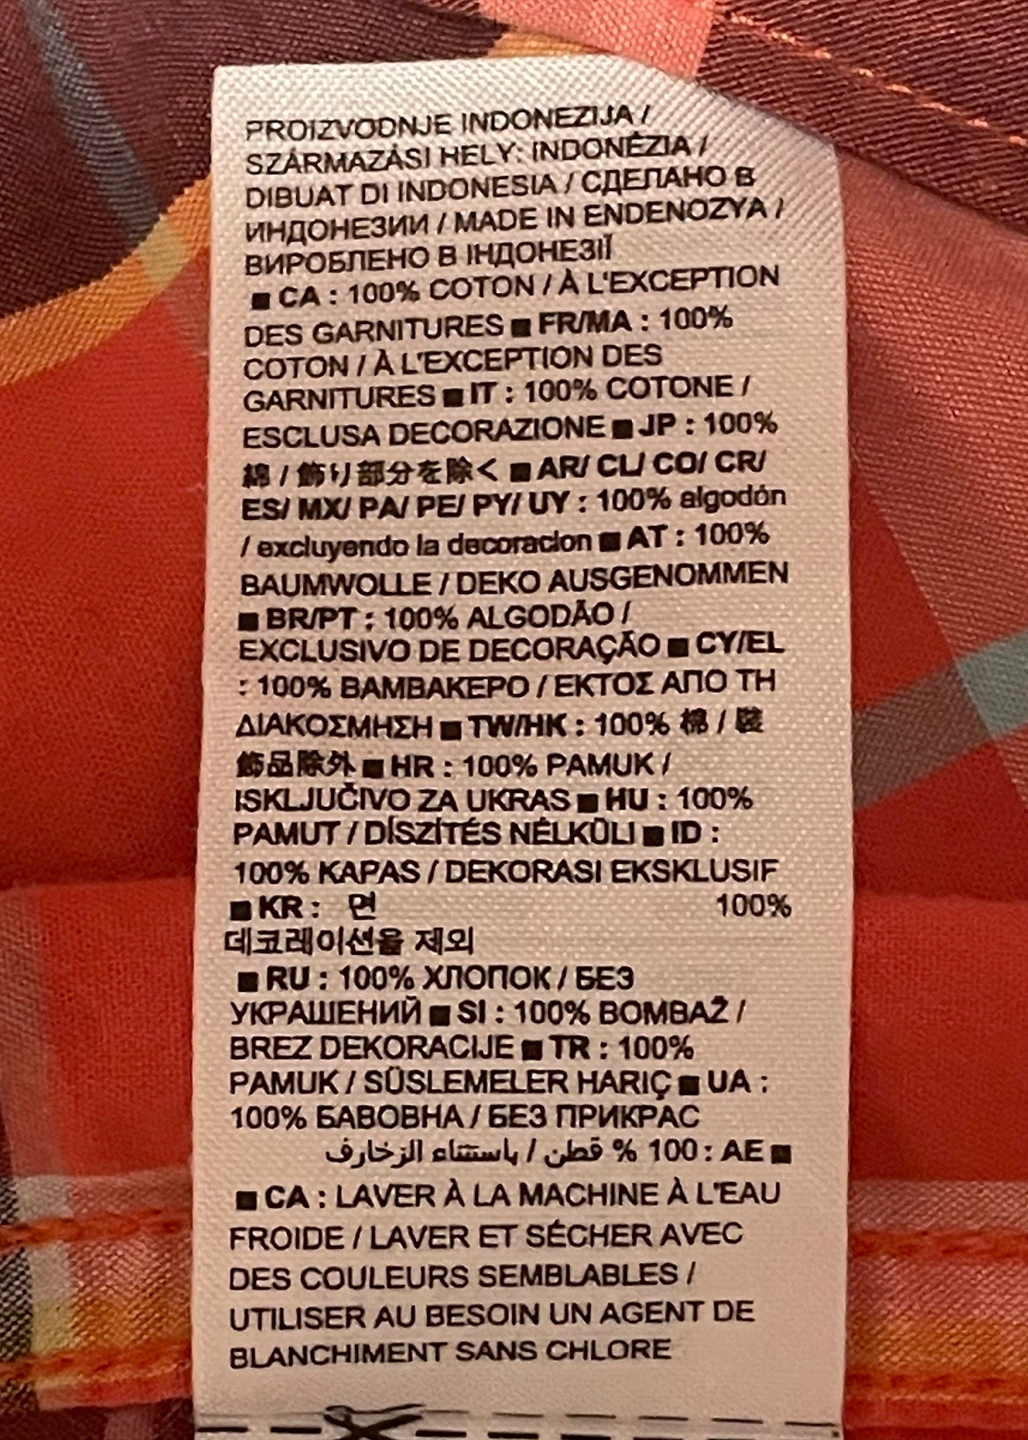 PROIZVODNJE INDONEZIJA /
SZÁRMAZÁSI HELY: INDONÉZIA /
DIBUAT DI INDONESIA / СДЕЛАНО В
ИНДОНЕЗИИ / MADE IN ENDENOZYA /
ВИРОБЛЕНО В ІНДОНЕЗІЇ
■ CA : 100% COTON / À L'EXCEPTION
DES GARNITURES ■ FR/MA : 100%
COTON / À L'EXCEPTION DES
GARNITURES ■ IT : 100% COTONE /
ESCLUSA DECORAZIONE ■ JP : 100%
綿 / 飾り部分を除く ■ AR/ CL/ CO/ CR/
ES/ MX/ PA/ PE/ PY/ UY : 100% algodón
/ excluyendo la decoracion ■ AT : 100%
BAUMWOLLE / DEKO AUSGENOMMEN
■ BR/PT : 100% ALGODÃO /
EXCLUSIVO DE DECORAÇÃO ■ CY/EL
: 100% ΒΑΜΒΑΚΕΡΟ / ΕΚΤΟΣ ΑΠΟ ΤΗ
ΔΙΑΚΟΣΜΗΣΗ ■ TW/HK : 100% 棉 / 裝
飾品除外 ■ HR : 100% PAMUK /
ISKLJUČIVO ZA UKRAS ■ HU : 100%
PAMUT / DÍSZÍTÉS NÉLKÜLI ■ ID :
100% KAPAS / DEKORASI EKSKLUSIF
■ KR : 면 100%
데코레이션을 제외
■ RU : 100% ХЛОПОК / БЕЗ
УКРАШЕНИЙ ■ SI : 100% BOMBAŽ /
BREZ DEKORACIJE ■ TR : 100%
PAMUK / SÜSLEMELER HARIÇ ■ UA :
100% БАВОВНА / БЕЗ ПРИКРАС
■ AE : 100 % قطن / باستثناء الزخارف
■ CA : LAVER À LA MACHINE À L'EAU
FROIDE / LAVER ET SÉCHER AVEC
DES COULEURS SEMBLABLES /
UTILISER AU BESOIN UN AGENT DE
BLANCHIMENT SANS CHLORE